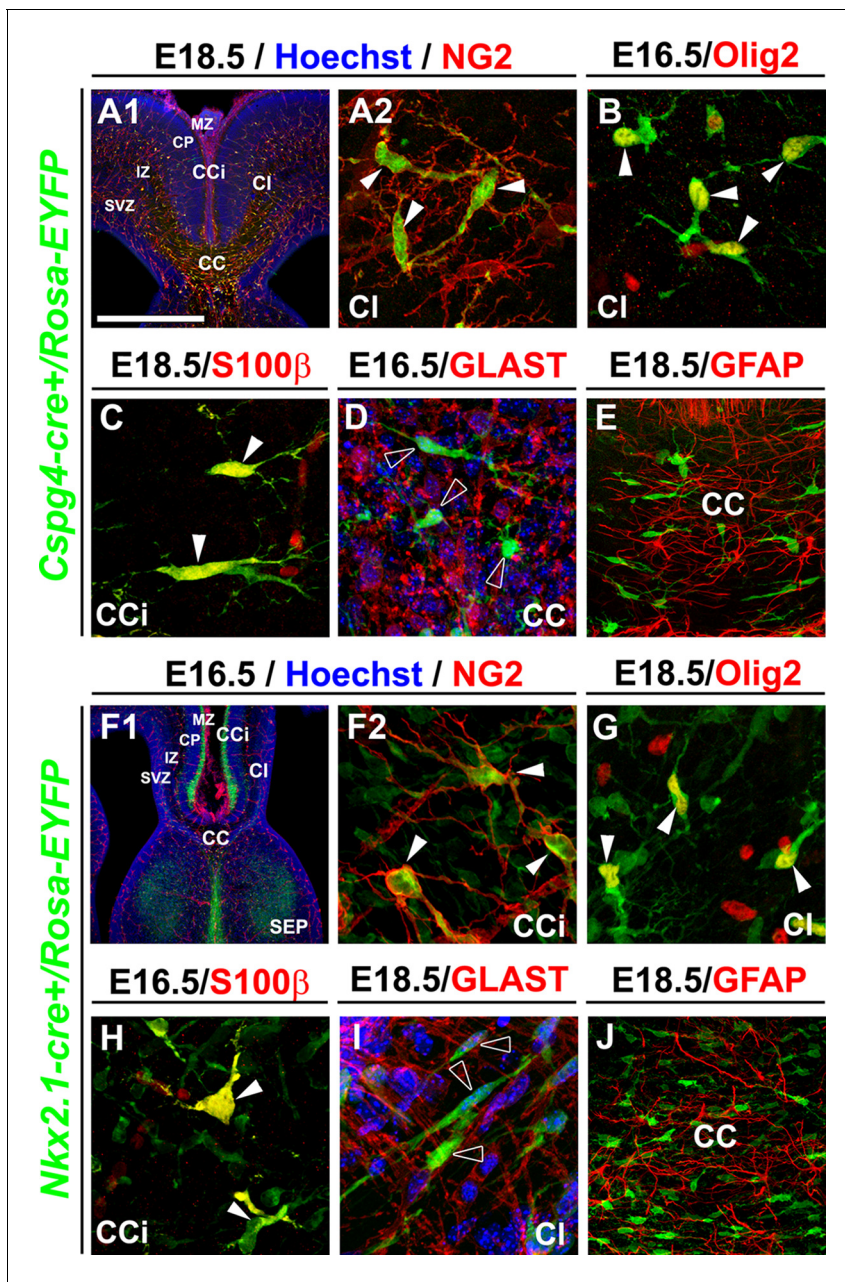 E18.5 / Hoechst / NG2
E16.5/Olig2
Cspg4-cre+/Rosa-EYFP
A1
MZ
CP
CCi
IZ
CI
SVZ
CC
A2
CI
B
CI
E18.5/S100β
E16.5/GLAST
E18.5/GFAP
C
CCi
D
CC
E
CC
E16.5 / Hoechst / NG2
E18.5/Olig2
Nkx2.1-cre+/Rosa-EYFP
F1
MZ
CP
CCi
IZ
CI
SVZ
CC
SEP
F2
CCi
G
CI
E16.5/S100β
E18.5/GLAST
E18.5/GFAP
H
CCi
I
CI
J
CC